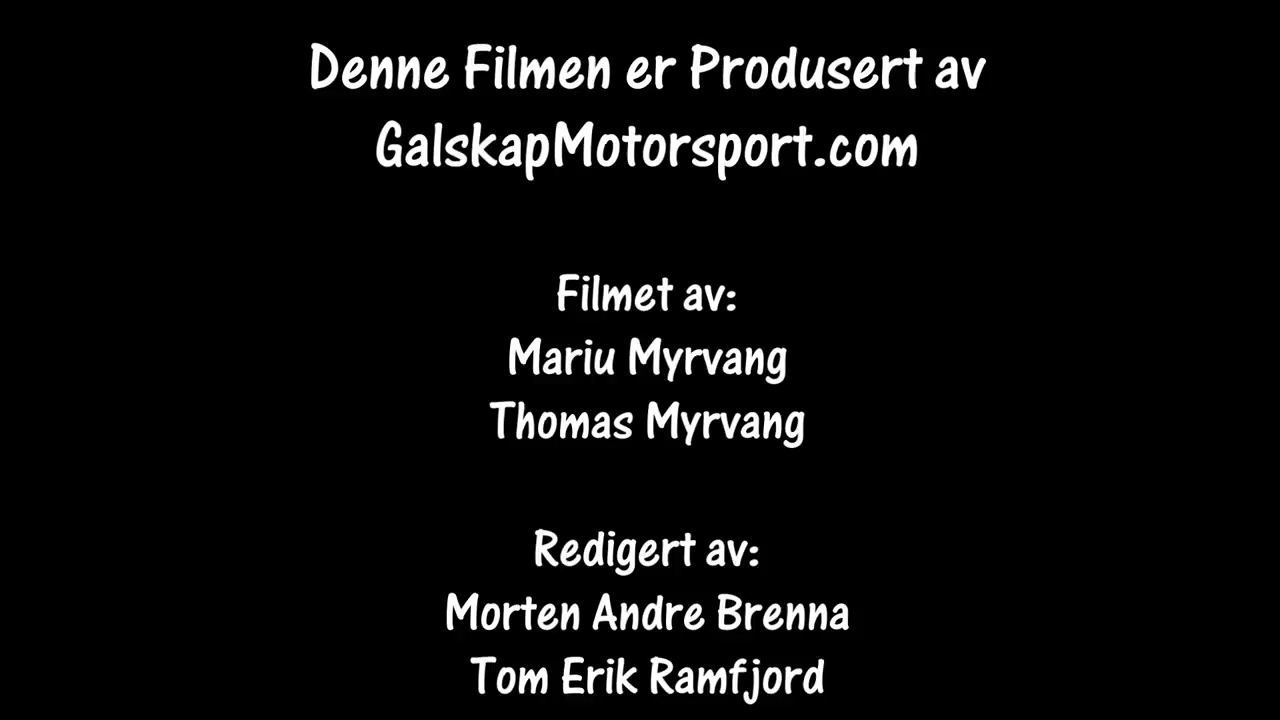 Denne Filmen er Produsert av
GalskapMotorsport.com
Filmet av:
Mariu Myrvang
Thomas Myrvang
Redigert av:
Morten Andre Brenna
Tom Erik Ramfjord